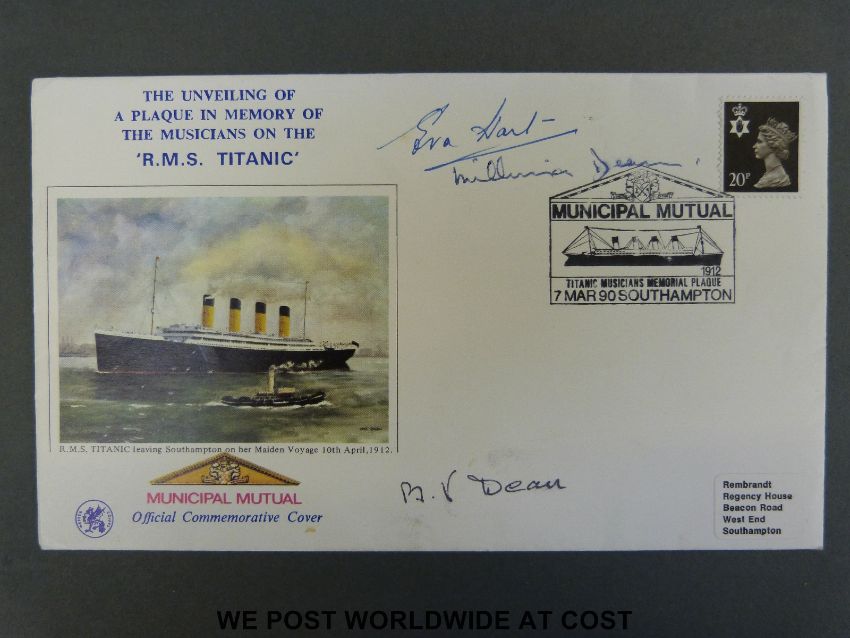 THE UNVEILING OF
A PLAQUE IN MEMORY OF
THE MUSICIANS ON THE
'R.M.S. TITANIC'
Eva Hart
Millvina Dean
20P
MUNICIPAL MUTUAL
1912
TITANIC MUSICIANS MEMORIAL PLAQUE
7 MAR 90 SOUTHAMPTON
R.M.S. TITANIC leaving Southampton on her Maiden Voyage 10th April, 1912.
MUNICIPAL MUTUAL
Official Commemorative Cover
B.V Dean
Rembrandt
Regency House
Beacon Road
West End
Southampton
WE POST WORLDWIDE AT COST